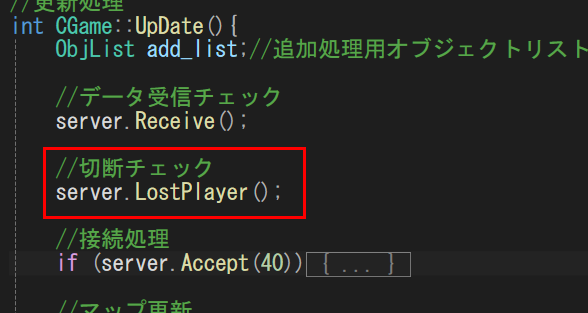 //更新処理
int CGame::UpDate(){
ObjList add_list;//追加処理用オブジェクトリスト
//データ受信チェック
server.Receive();
//切断チェック
server.LostPlayer();
//接続処理
if (server.Accept(40)){ ... }
//マップ更新